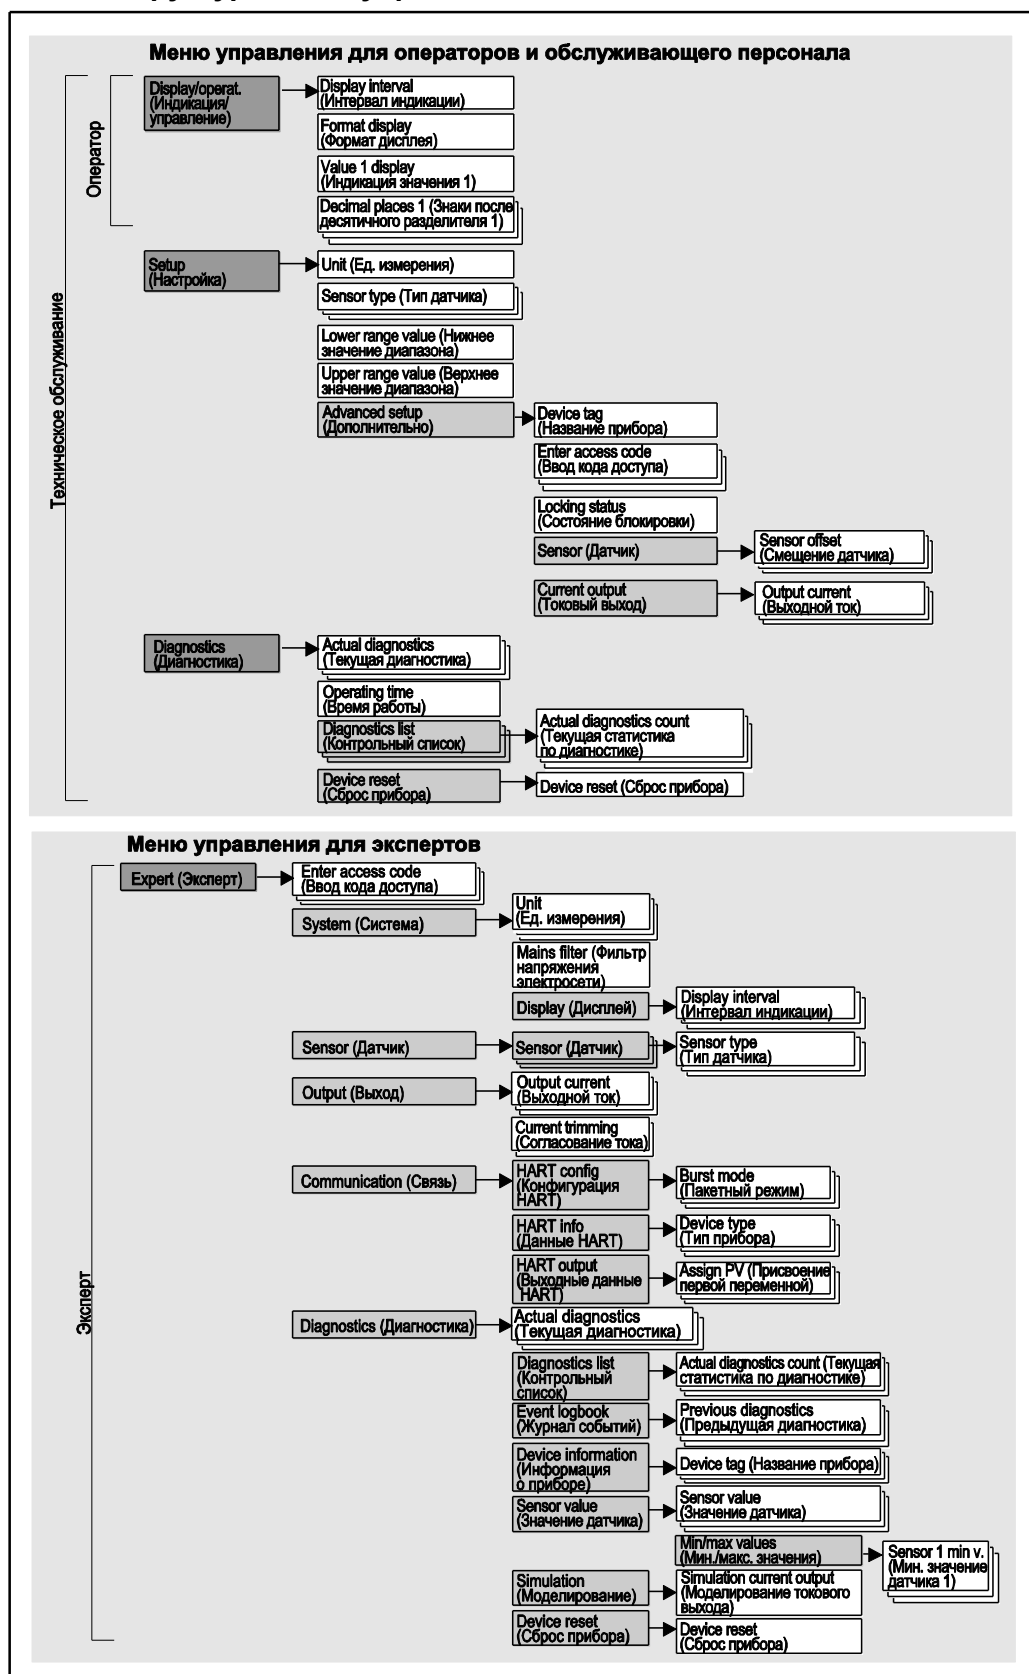 Меню управления для операторов и обслуживающего персонала
Оператор
Техническое обслуживание
Display/operat.
(Индикация/
управление)
Display interval
(Интервал индикации)
Format display
(Формат дисплея)
Value 1 display
(Индикация значения 1)
Decimal places 1 (Знаки после
десятичного разделителя 1)
Setup
(Настройка)
Unit (Ед. измерения)
Sensor type (Тип датчика)
Lower range value (Нижнее
значение диапазона)
Upper range value (Верхнее
значение диапазона)
Advanced setup
(Дополнительно)
Device tag
(Название прибора)
Enter access code
(Ввод кода доступа)
Locking status
(Состояние блокировки)
Sensor (Датчик)
Sensor offset
(Смещение датчика)
Current output
(Токовый выход)
Output current
(Выходной ток)
Diagnostics
(Диагностика)
Actual diagnostics
(Текущая диагностика)
Operating time
(Время работы)
Diagnostics list
(Контрольный список)
Actual diagnostics count
(Текущая статистика
по диагностике)
Device reset
(Сброс прибора)
Device reset (Сброс прибора)
Меню управления для экспертов
Эксперт
Expert (Эксперт)
Enter access code
(Ввод кода доступа)
System (Система)
Unit
(Ед. измерения)
Mains filter (Фильтр
напряжения
электросети)
Display (Дисплей)
Display interval
(Интервал индикации)
Sensor (Датчик)
Sensor (Датчик)
Sensor type
(Тип датчика)
Output (Выход)
Output current
(Выходной ток)
Current trimming
(Согласование тока)
Communication (Связь)
HART config
(Конфигурация
HART)
Burst mode
(Пакетный режим)
HART info
(Данные HART)
Device type
(Тип прибора)
HART output
(Выходные данные
HART)
Assign PV (Присвоение
первой переменной)
Diagnostics (Диагностика)
Actual diagnostics
(Текущая диагностика)
Diagnostics list
(Контрольный
список)
Actual diagnostics count (Текущая
статистика по диагностике)
Event logbook
(Журнал событий)
Previous diagnostics
(Предыдущая диагностика)
Device information
(Информация
о приборе)
Device tag (Название прибора)
Sensor value
(Значение датчика)
Sensor value
(Значение датчика)
Min/max values
(Мин./макс. значения)
Sensor 1 min v.
(Мин. значение
датчика 1)
Simulation
(Моделирование)
Simulation current output
(Моделирование токового
выхода)
Device reset
(Сброс прибора)
Device reset
(Сброс прибора)